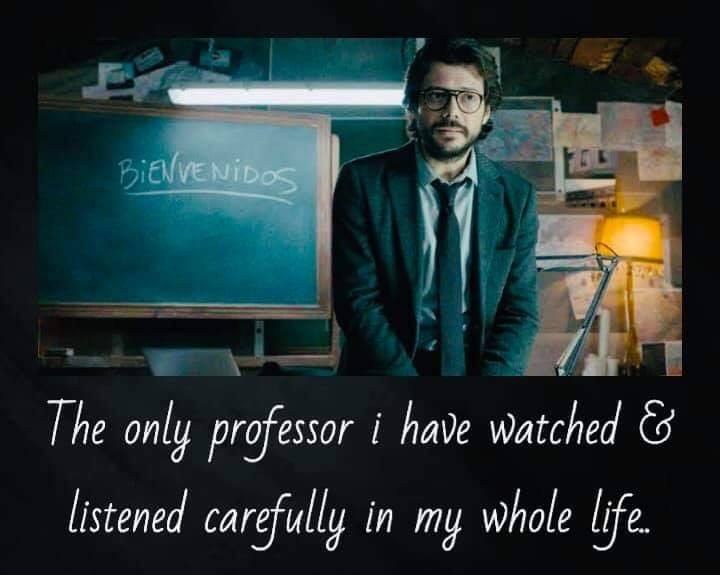 BiENVENiDOS
The only professor i have watched &
listened carefully in my whole life..